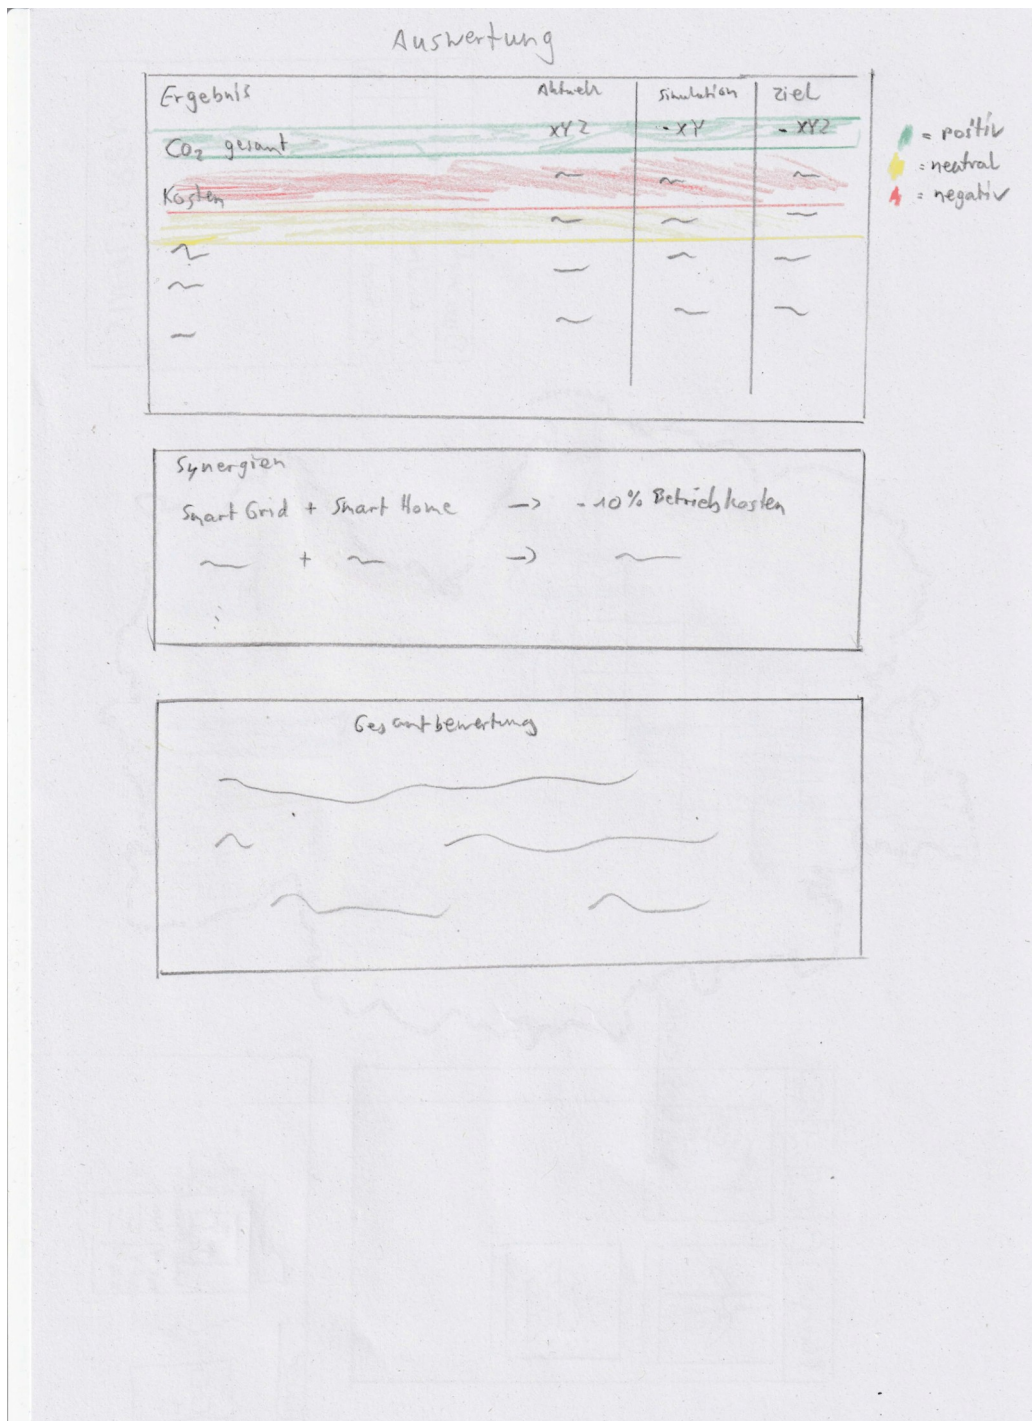 Auswertung
Ergebnis Aktuell Simulation Ziel
CO₂ gesamt XYZ - XY - XYZ
Kosten
= positiv
= neutral
= negativ
Synergien
Smart Grid + Smart Home -> - 10% Betriebkosten
+ ->
Gesamtbewertung